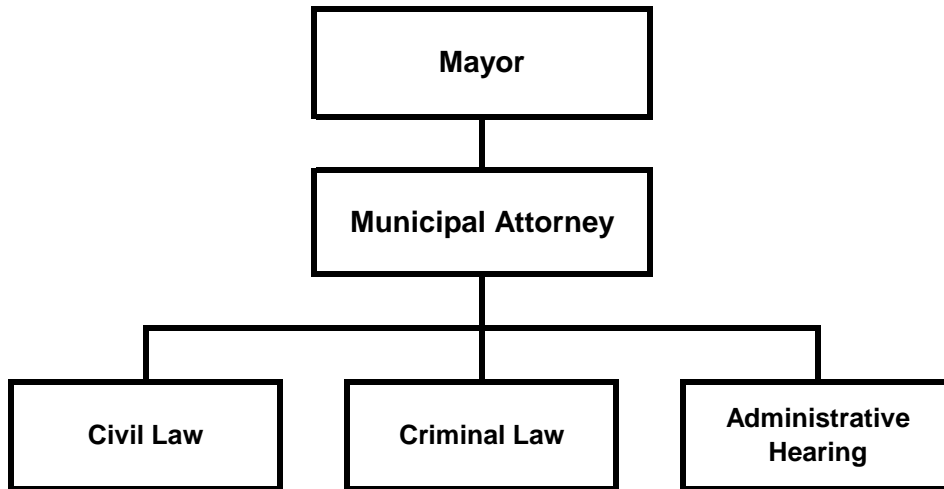 Mayor
Municipal Attorney
Civil Law
Criminal Law
Administrative
Hearing